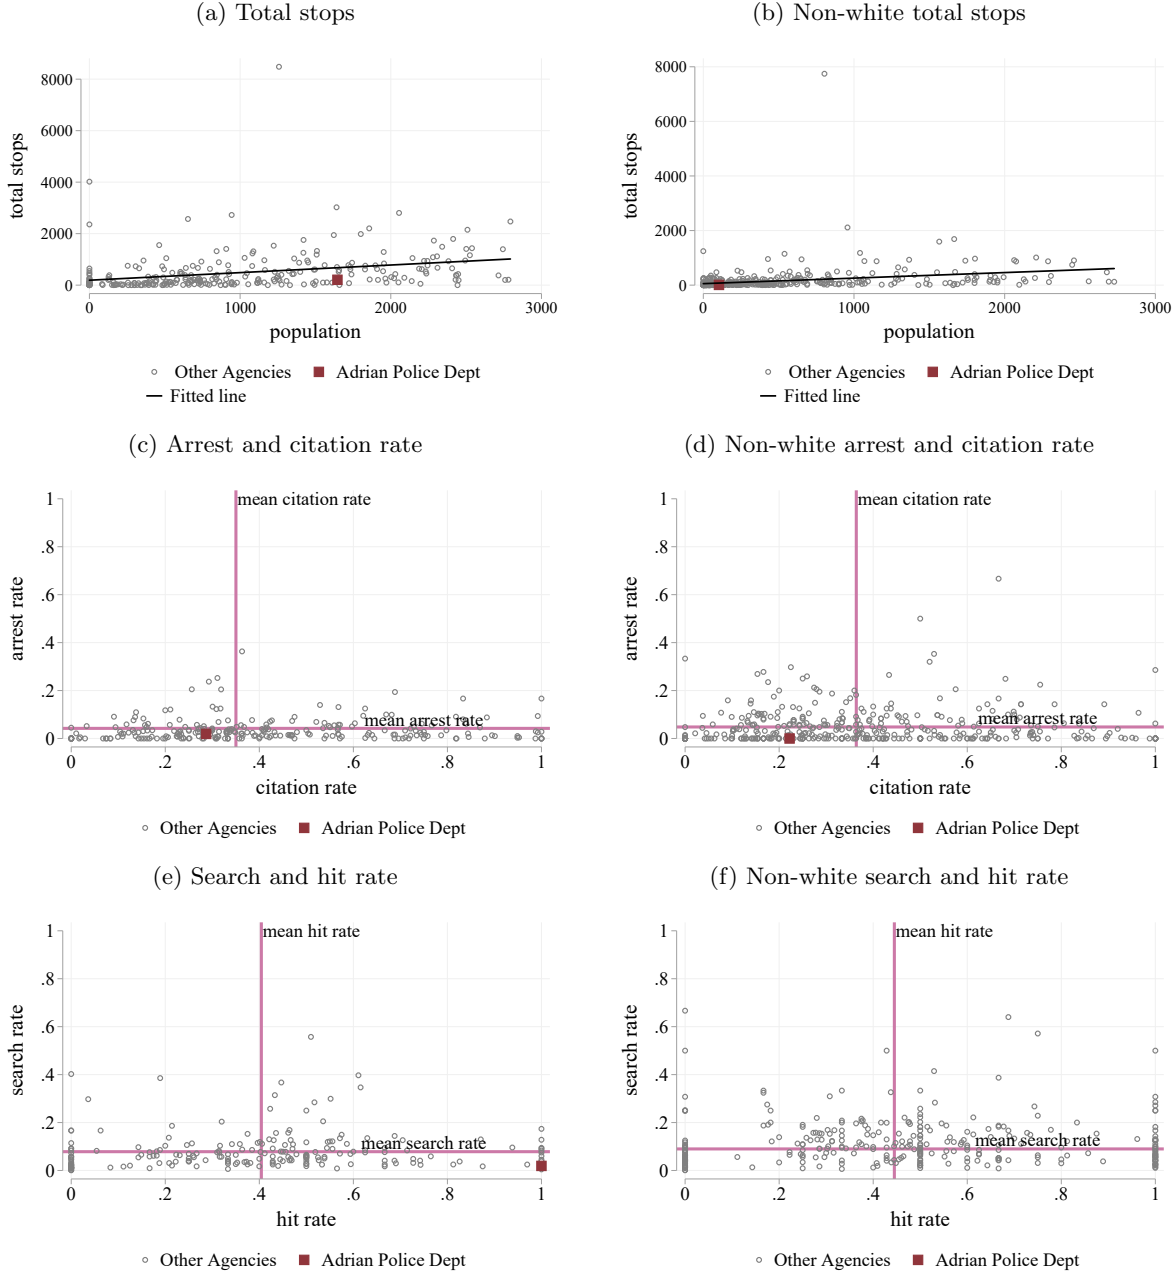 (a) Total stops
(b) Non-white total stops
total stops
8000
6000
4000
2000
0
0 1000 2000 3000
population
Other Agencies Adrian Police Dept
Fitted line
total stops
8000
6000
4000
2000
0
0 1000 2000 3000
population
Other Agencies Adrian Police Dept
Fitted line
(c) Arrest and citation rate
(d) Non-white arrest and citation rate
arrest rate
1
.8
.6
.4
.2
0
mean citation rate
mean arrest rate
0 .2 .4 .6 .8 1
citation rate
Other Agencies Adrian Police Dept
arrest rate
1
.8
.6
.4
.2
0
mean citation rate
mean arrest rate
0 .2 .4 .6 .8 1
citation rate
Other Agencies Adrian Police Dept
(e) Search and hit rate
(f) Non-white search and hit rate
search rate
1
.8
.6
.4
.2
0
mean hit rate
mean search rate
0 .2 .4 .6 .8 1
hit rate
Other Agencies Adrian Police Dept
search rate
1
.8
.6
.4
.2
0
mean hit rate
mean search rate
0 .2 .4 .6 .8 1
hit rate
Other Agencies Adrian Police Dept